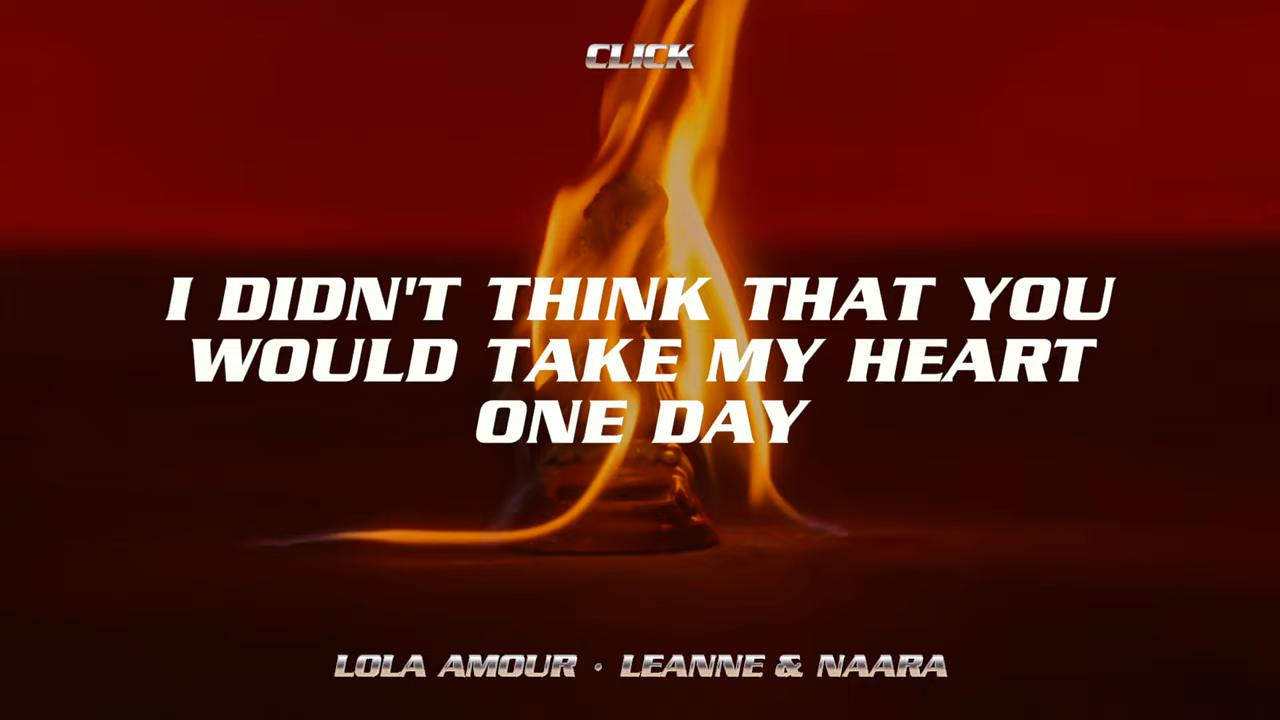 CLICK
I DIDN'T THINK THAT YOU
WOULD TAKE MY HEART
ONE DAY
LOLA AMOUR • LEANNE & NAARA